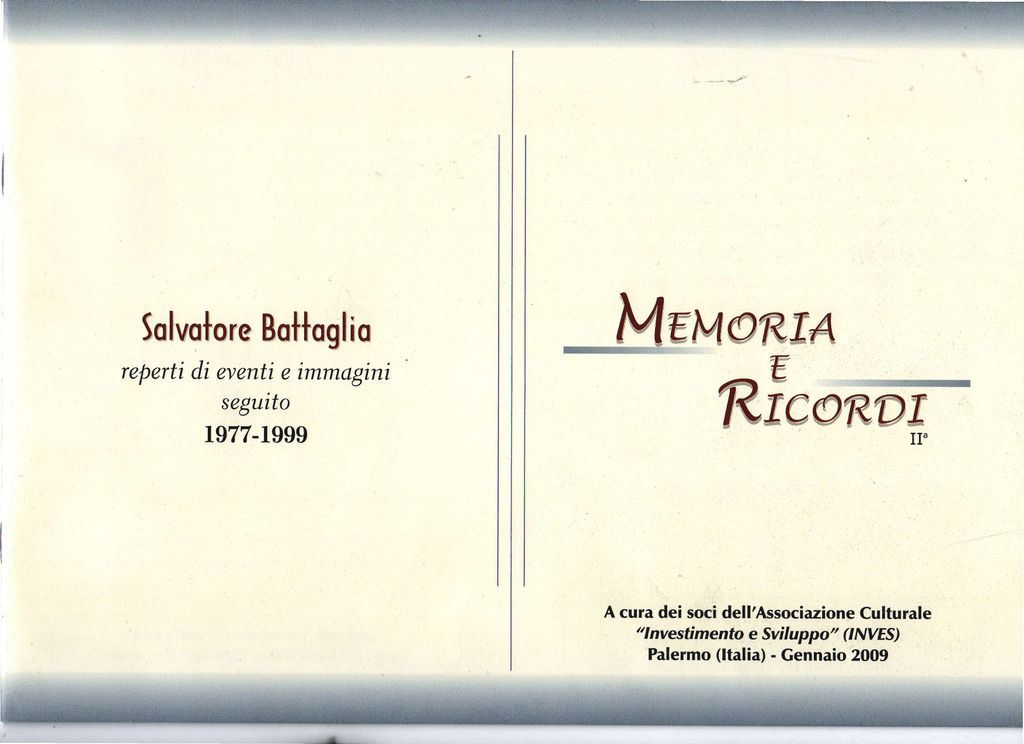 Salvatore Battaglia
reperti di eventi e immagini
seguito
1977-1999
MEMORIA
E
RICORDI
IIª
A cura dei soci dell'Associazione Culturale
"Investimento e Sviluppo" (INVES)
Palermo (Italia) - Gennaio 2009